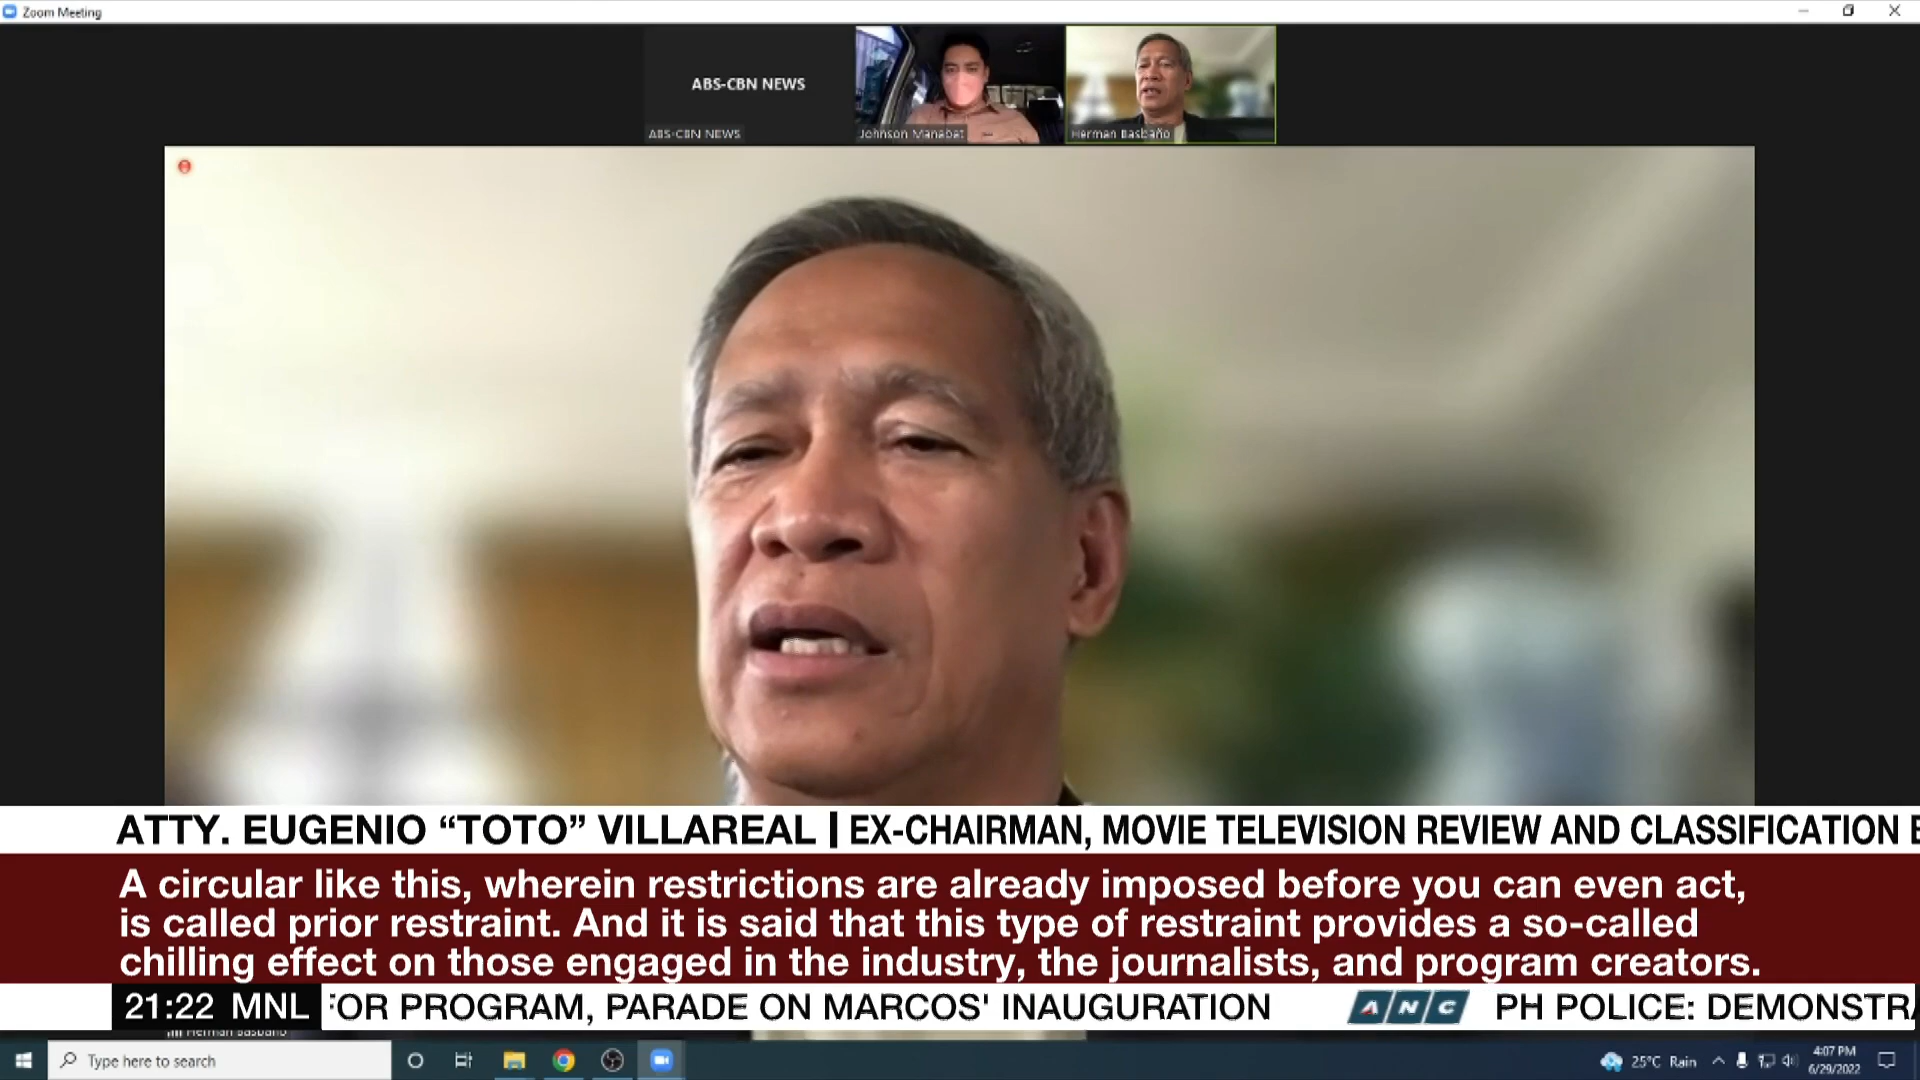 Zoom Meeting
ABS-CBN NEWS
ABS-CBN NEWS
Johnson Manabat
Herman Basbaño
ATTY. EUGENIO “TOTO” VILLAREAL | EX-CHAIRMAN, MOVIE TELEVISION REVIEW AND CLASSIFICATION
A circular like this, wherein restrictions are already imposed before you can even act,
is called prior restraint. And it is said that this type of restraint provides a so-called
chilling effect on those engaged in the industry, the journalists, and program creators.
21:22 MNL FOR PROGRAM, PARADE ON MARCOS' INAUGURATION ANC PH POLICE: DEMONSTRA
Herman Basbaño
Type here to search
25°C Rain
4:07 PM
6/29/2022